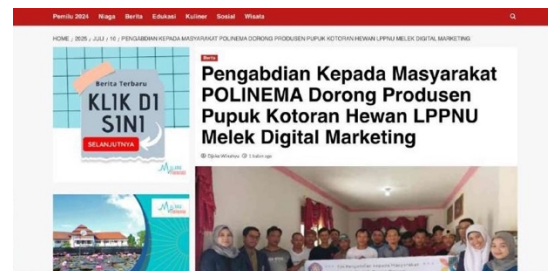 Pemilu 2024 Niaga Berita Edukasi Kuliner Sosial Wisata
HOME / 2025 / JULI / 16 / PENGABDIAN KEPADA MASYARAKAT POLINEMA DORONG PRODUSEN PUPUK KOTORAN HEWAN LPPNU MELEK DIGITAL MARKETING
Berita Terbaru
KLIK DI
SINI
SELANJUTNYA
Berita
Pengabdian Kepada Masyarakat
POLINEMA Dorong Produsen
Pupuk Kotoran Hewan LPPNU
Melek Digital Marketing